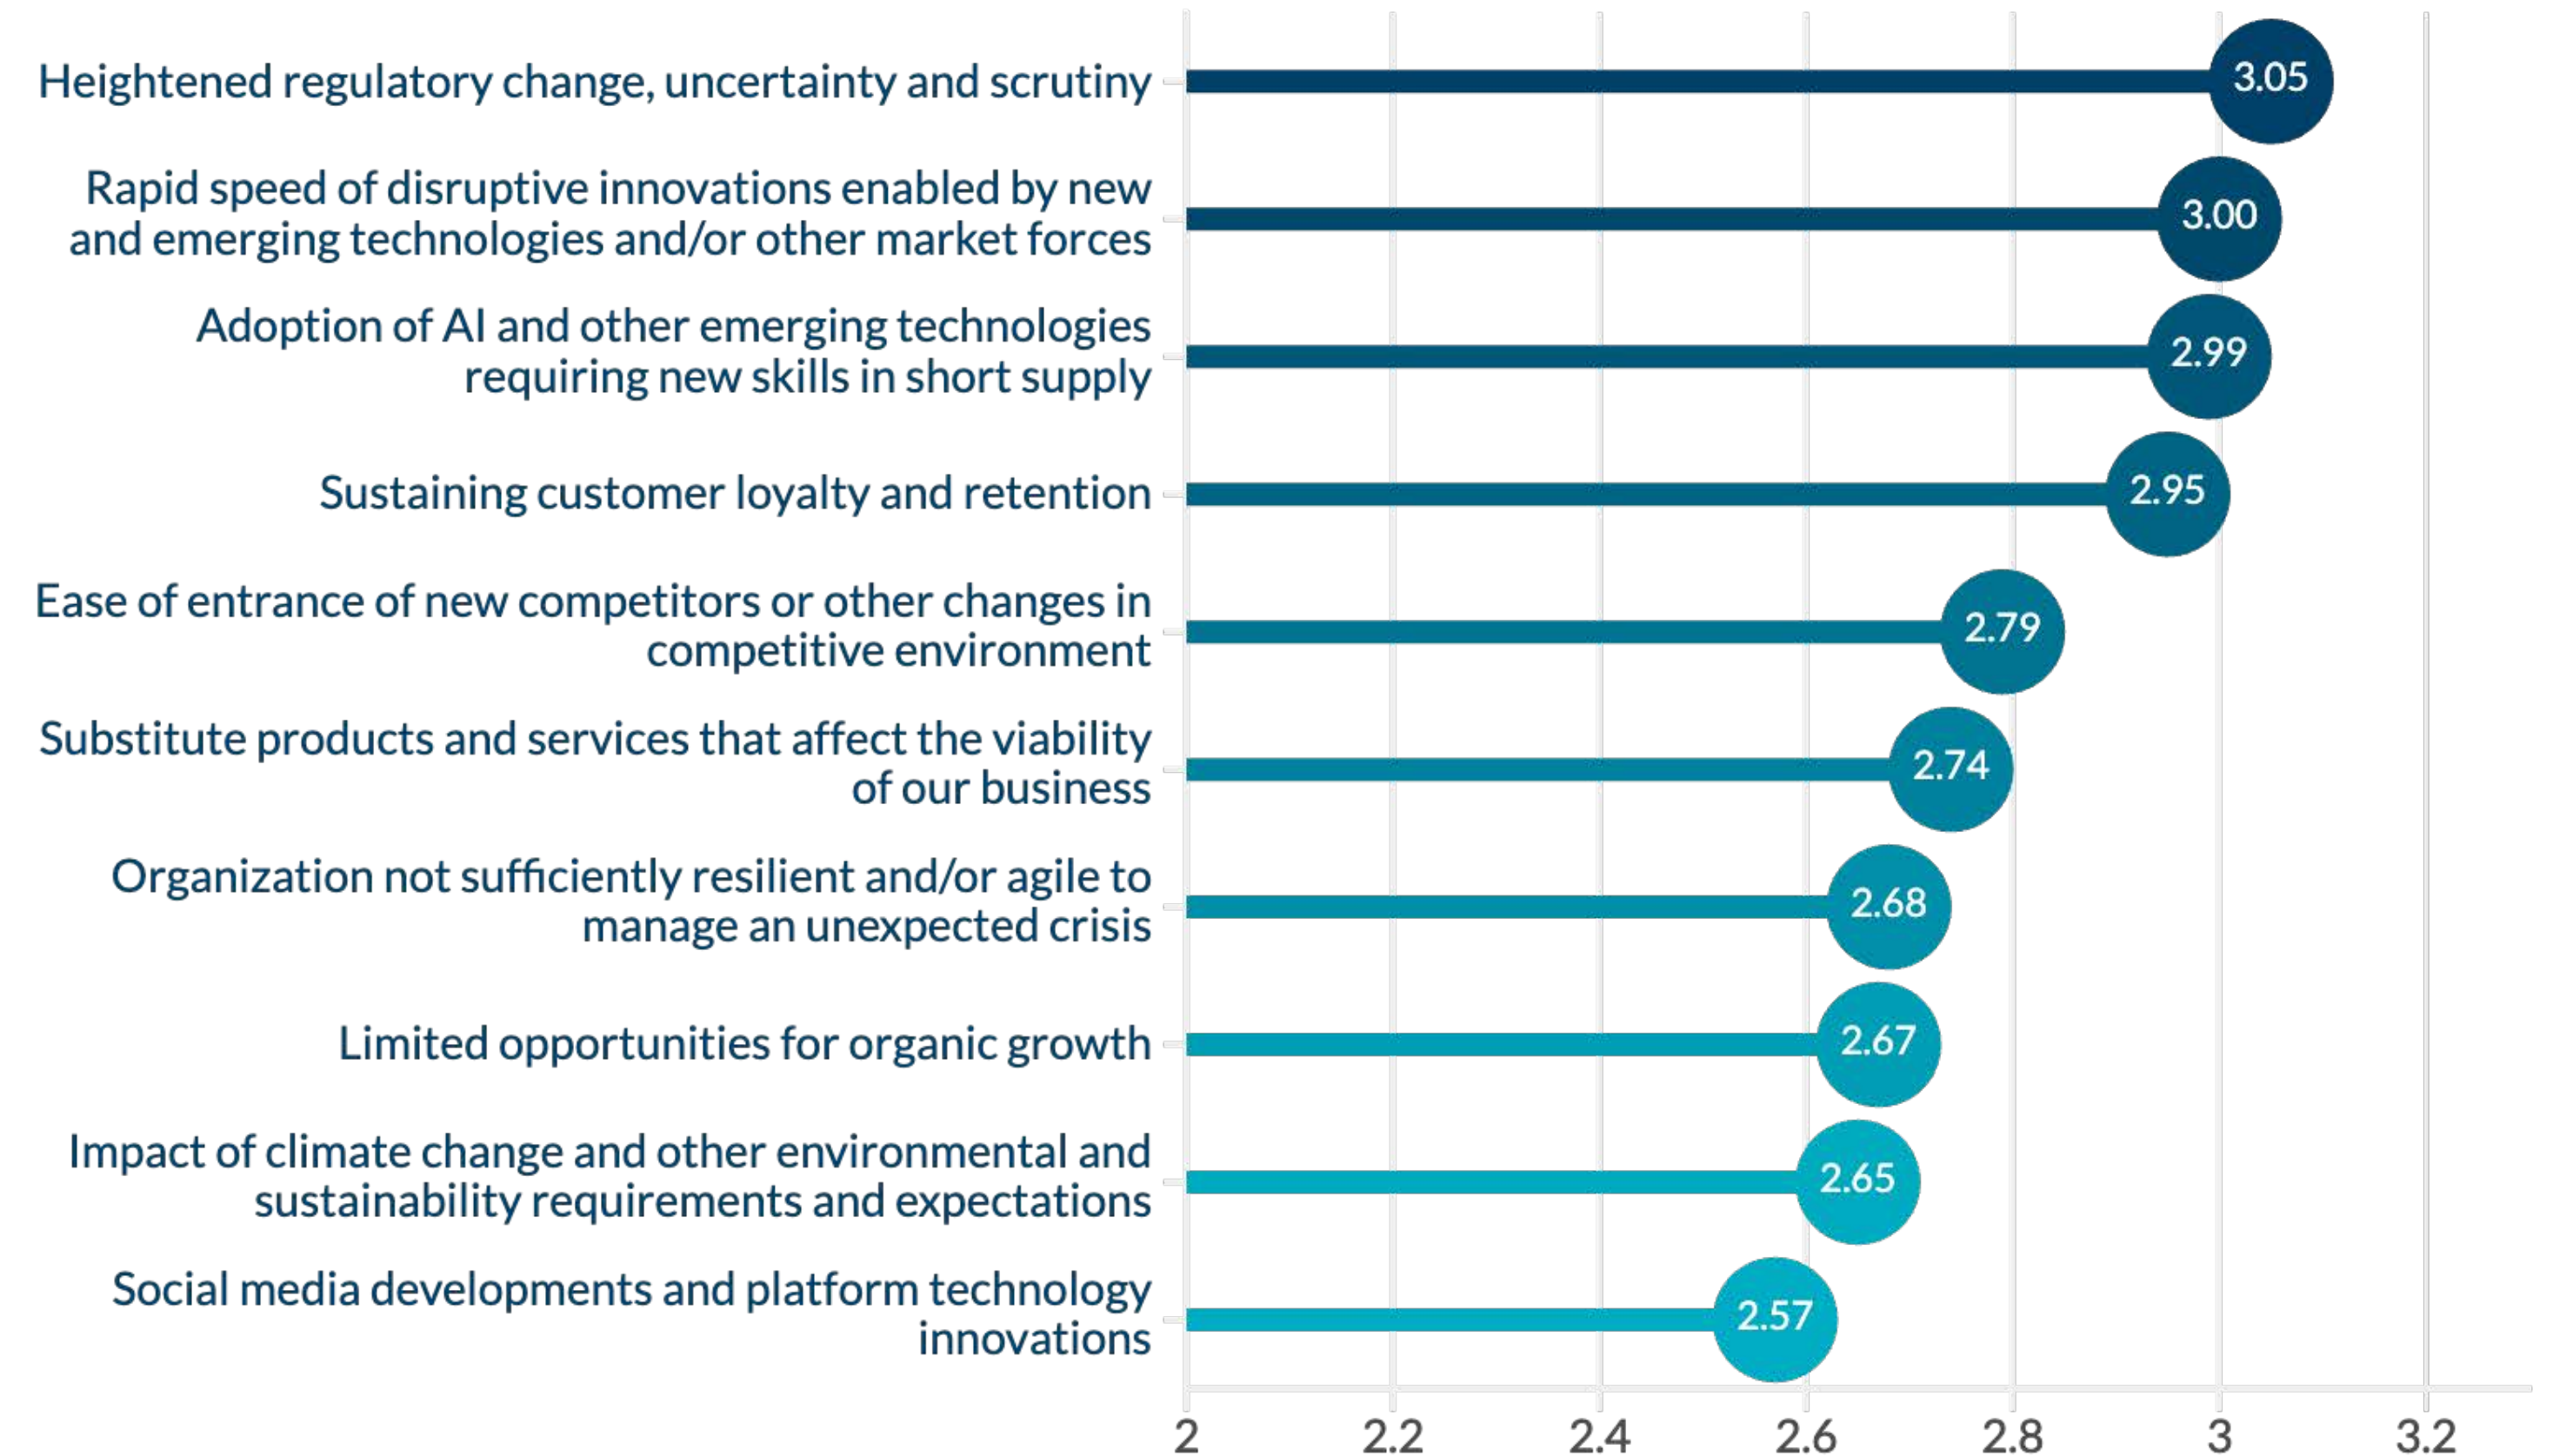 Heightened regulatory change, uncertainty and scrutiny
3.05
Rapid speed of disruptive innovations enabled by new
and emerging technologies and/or other market forces
3.00
Adoption of AI and other emerging technologies
requiring new skills in short supply
2.99
Sustaining customer loyalty and retention
2.95
Ease of entrance of new competitors or other changes in
competitive environment
2.79
Substitute products and services that affect the viability
of our business
2.74
Organization not sufficiently resilient and/or agile to
manage an unexpected crisis
2.68
Limited opportunities for organic growth
2.67
Impact of climate change and other environmental and
sustainability requirements and expectations
2.65
Social media developments and platform technology
innovations
2.57
2 2.2 2.4 2.6 2.8 3 3.2